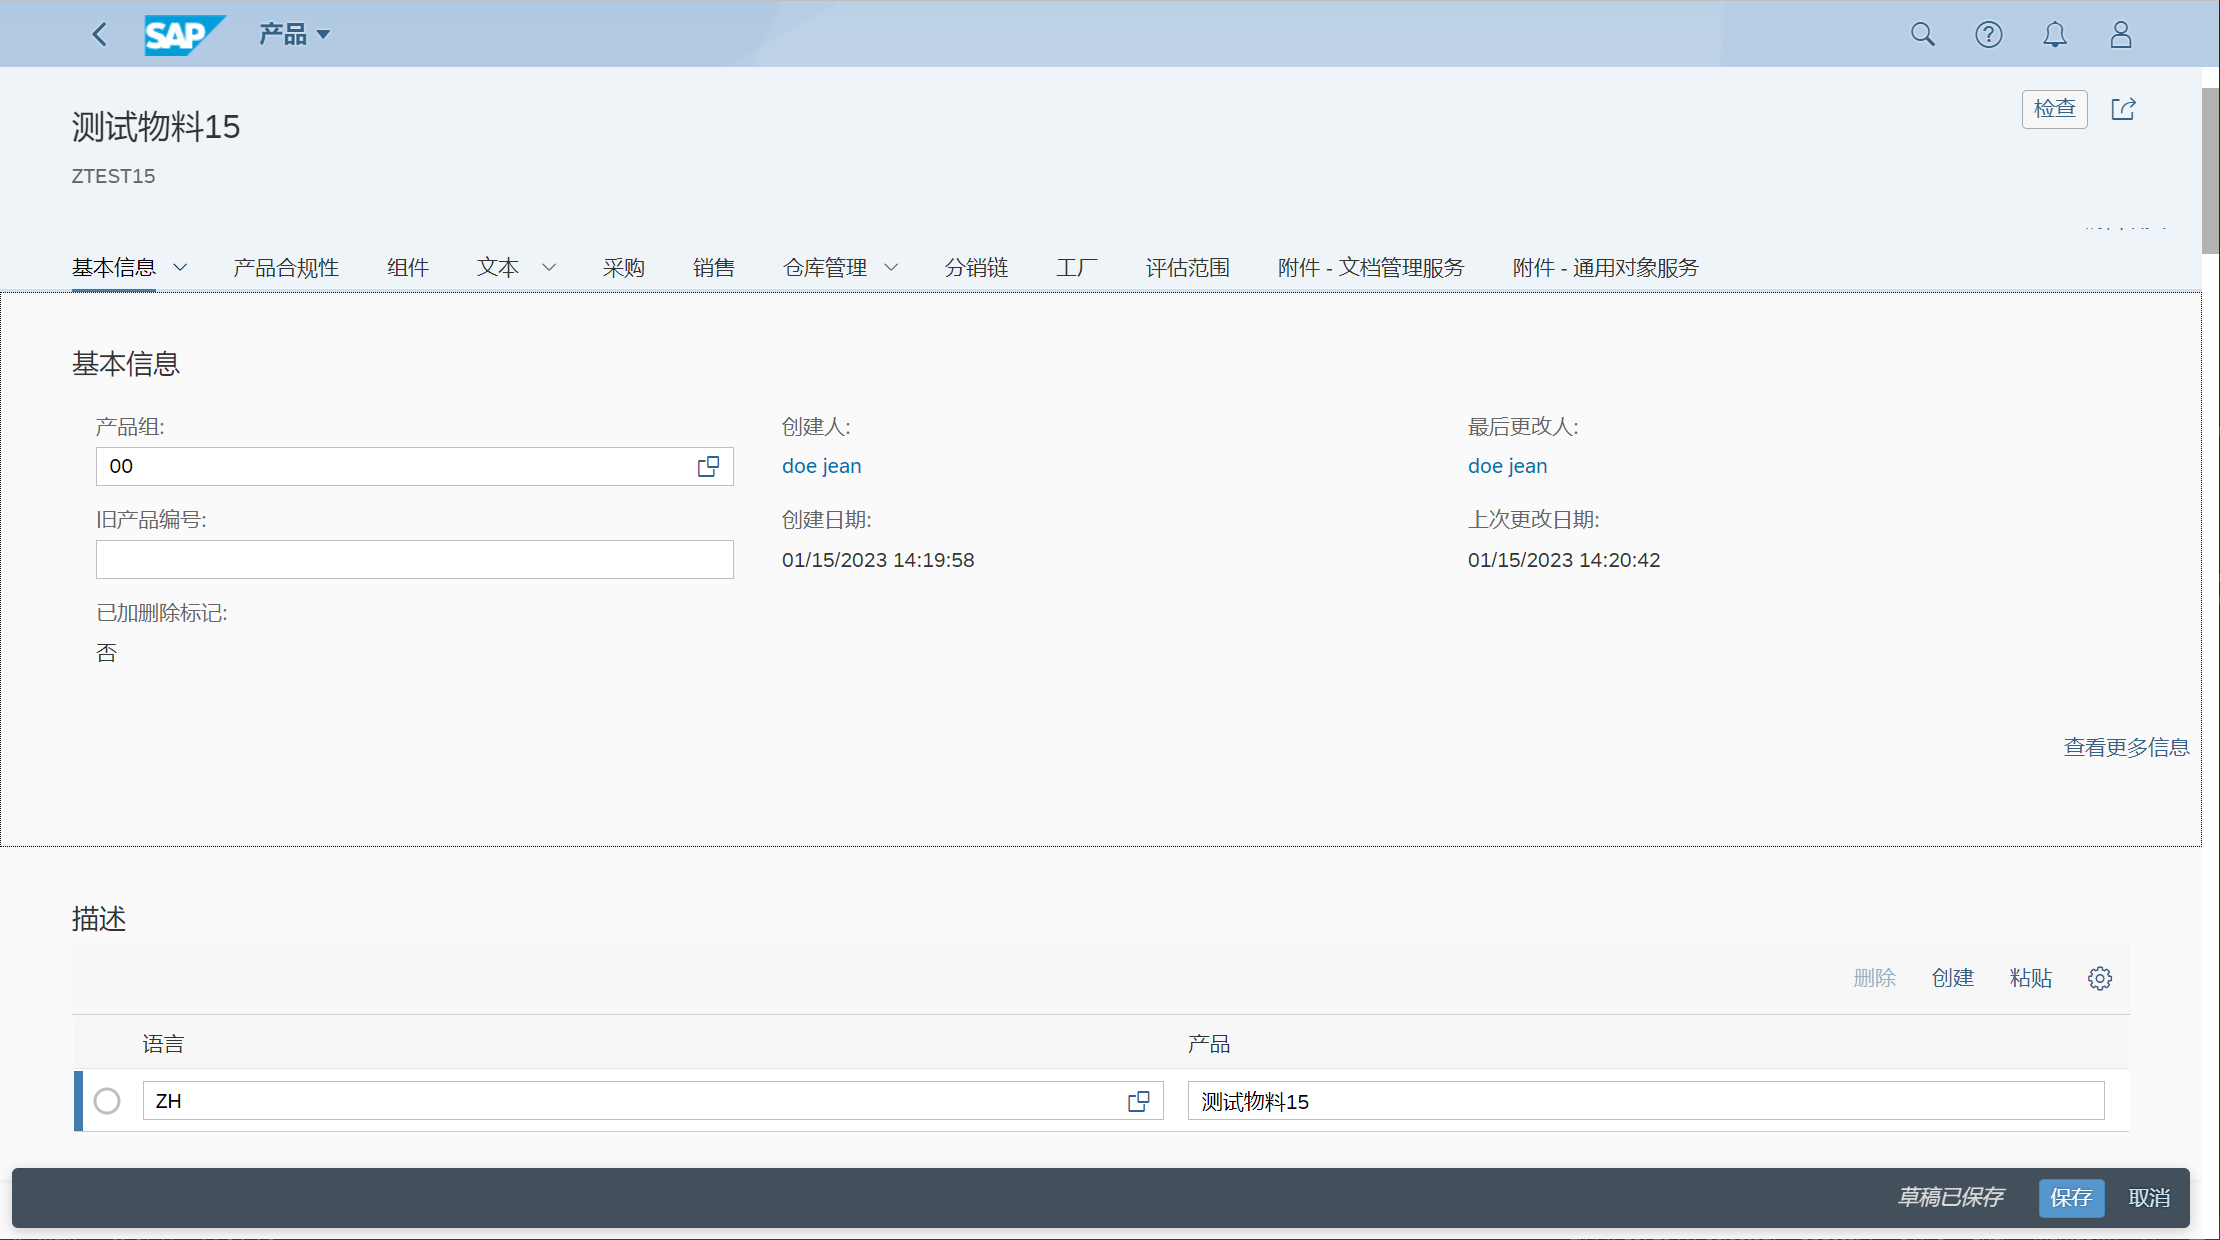 SAP 产品
检查
测试物料15
ZTEST15
基本信息 产品合规性 组件 文本 采购 销售 仓库管理 分销链 工厂 评估范围 附件 - 文档管理服务 附件 - 通用对象服务
基本信息
产品组: 创建人: 最后更改人:
00 doe jean doe jean
旧产品编号: 创建日期: 上次更改日期:
01/15/2023 14:19:58 01/15/2023 14:20:42
已加删除标记:
否
查看更多信息
描述
删除 创建 粘贴
语言 产品
ZH 测试物料15
草稿已保存 保存 取消